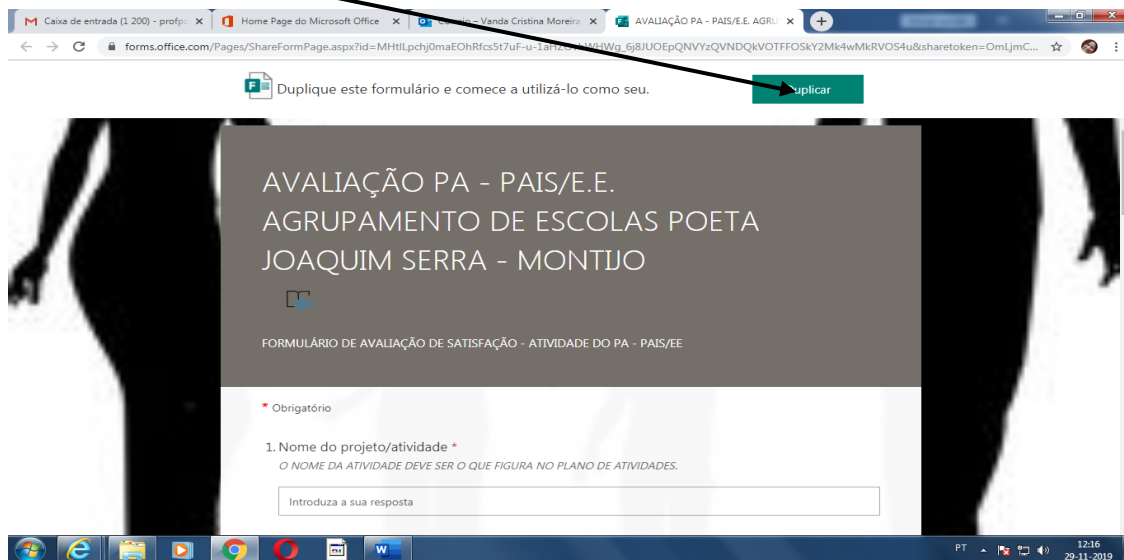 Caixa de entrada (1 200) - profp
Home Page do Microsoft Office
– Vanda Cristina Moreira
AVALIAÇÃO PA - PAIS/E.E. AGRU
forms.office.com/Pages/ShareFormPage.aspx?
Duplique este formulário e comece a utilizá-lo como seu.
Duplicar
AVALIAÇÃO PA - PAIS/E.E.
AGRUPAMENTO DE ESCOLAS POETA
JOAQUIM SERRA - MONTIJO
FORMULÁRIO DE AVALIAÇÃO DE SATISFAÇÃO - ATIVIDADE DO PA - PAIS/EE
* Obrigatório
1. Nome do projeto/atividade *
O NOME DA ATIVIDADE DEVE SER O QUE FIGURA NO PLANO DE ATIVIDADES.
Introduza a sua resposta
PT
12:16
29-11-2019